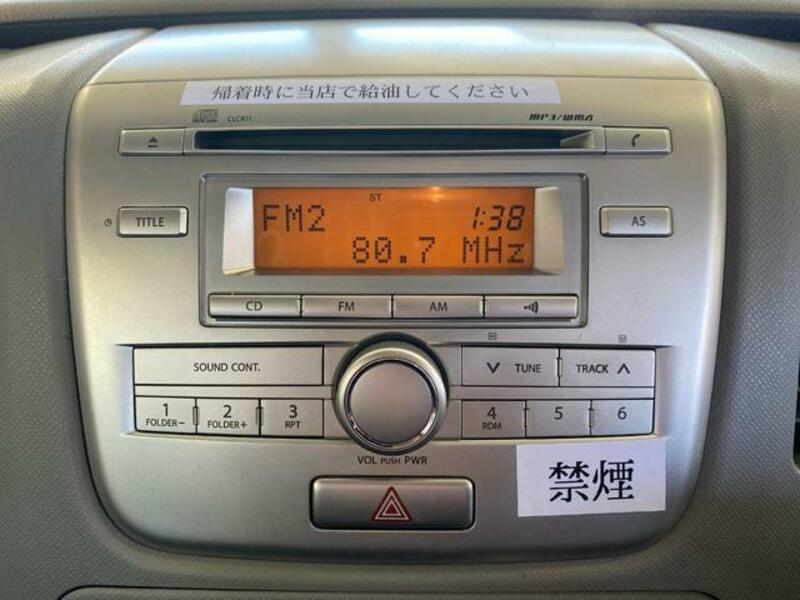 帰着時に当店で給油してください
CLCR11
MP3/WMA
ST
FM2 1:38
80.7 MHz
TITLE
AS
CD FM AM
SOUND CONT.
TUNE TRACK
1 2 3 4 5 6
FOLDER- FOLDER+ RPT RDM
VOL PUSH PWR
禁煙